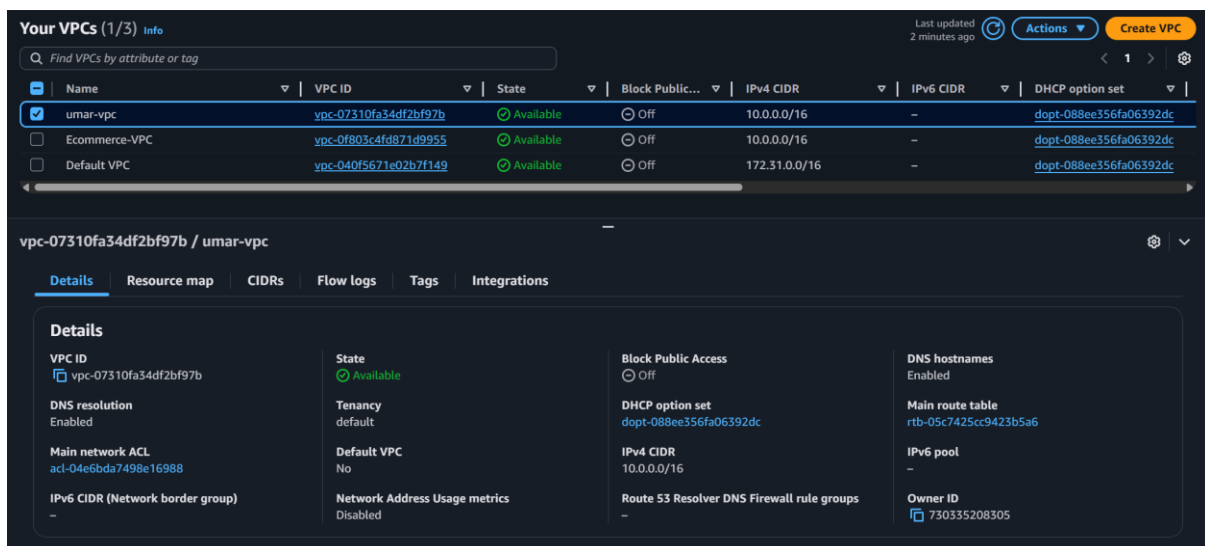 Your VPCs (1/3) Info
Last updated
2 minutes ago
Actions
Create VPC
Find VPCs by attribute or tag
1
Name VPC ID State Block Public... IPv4 CIDR IPv6 CIDR DHCP option set
umar-vpc vpc-07310fa34df2bf97b Available Off 10.0.0.0/16 – dopt-088ee356fa06392dc
Ecommerce-VPC vpc-0f803c4fd871d9955 Available Off 10.0.0.0/16 – dopt-088ee356fa06392dc
Default VPC vpc-040f5671e02b7f149 Available Off 172.31.0.0/16 – dopt-088ee356fa06392dc
vpc-07310fa34df2bf97b / umar-vpc
Details Resource map CIDRs Flow logs Tags Integrations
Details
VPC ID State Block Public Access DNS hostnames
vpc-07310fa34df2bf97b Available Off Enabled
DNS resolution Tenancy DHCP option set Main route table
Enabled default dopt-088ee356fa06392dc rtb-05c7425cc9423b5a6
Main network ACL Default VPC IPv4 CIDR IPv6 pool
acl-04e6bda7498e16988 No 10.0.0.0/16 –
IPv6 CIDR (Network border group) Network Address Usage metrics Route 53 Resolver DNS Firewall rule groups Owner ID
– Disabled – 730335208305